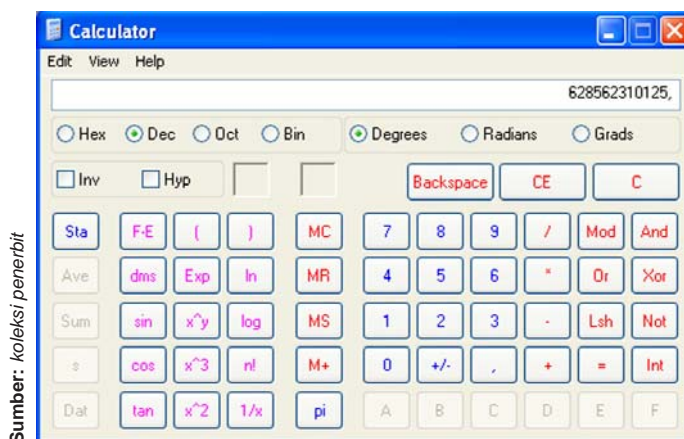 Calculator
Edit View Help
628562310125,
Hex Dec Oct Bin Degrees Radians Grads
Inv Hyp Backspace CE C
Sta F-E ( ) MC 7 8 9 / Mod And
Ave dms Exp ln MR 4 5 6 * Or Xor
Sum sin x^y log MS 1 2 3 - Lsh Not
s cos x^3 n! M+ 0 +/- , + = Int
Dat tan x^2 1/x pi A B C D E F
Sumber: koleksi penerbit